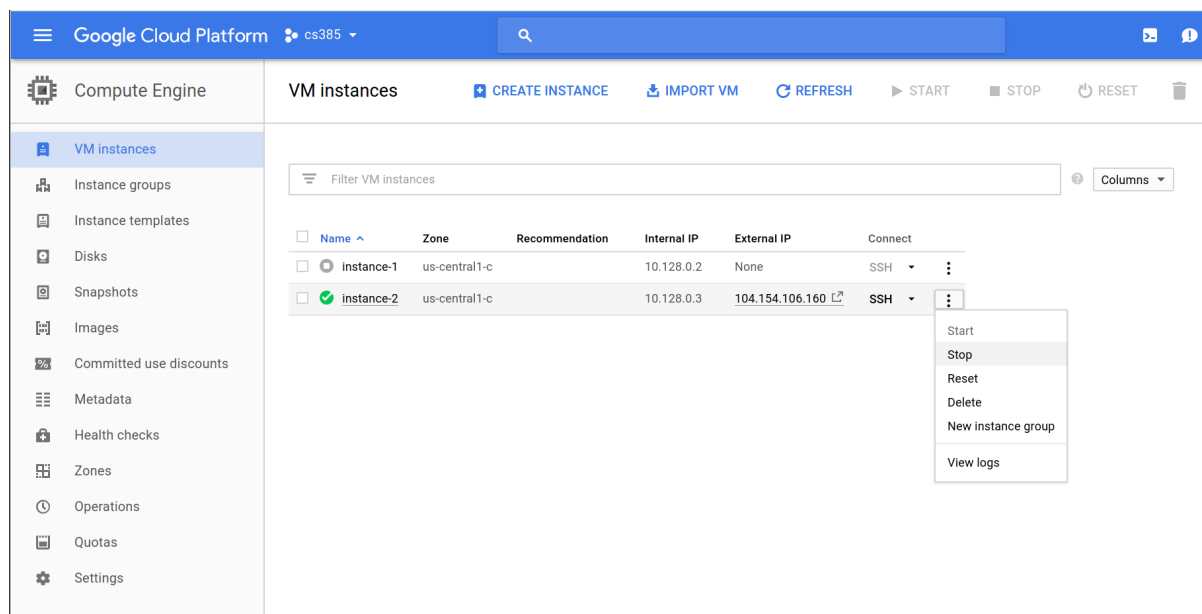 Google Cloud Platform cs385
Compute Engine
VM instances CREATE INSTANCE IMPORT VM REFRESH START STOP RESET
VM instances
Instance groups
Instance templates
Disks
Snapshots
Images
Committed use discounts
Metadata
Health checks
Zones
Operations
Quotas
Settings
Filter VM instances
Columns
Name Zone Recommendation Internal IP External IP Connect
instance-1 us-central1-c 10.128.0.2 None SSH
instance-2 us-central1-c 10.128.0.3 104.154.106.160 SSH
Start
Stop
Reset
Delete
New instance group
View logs